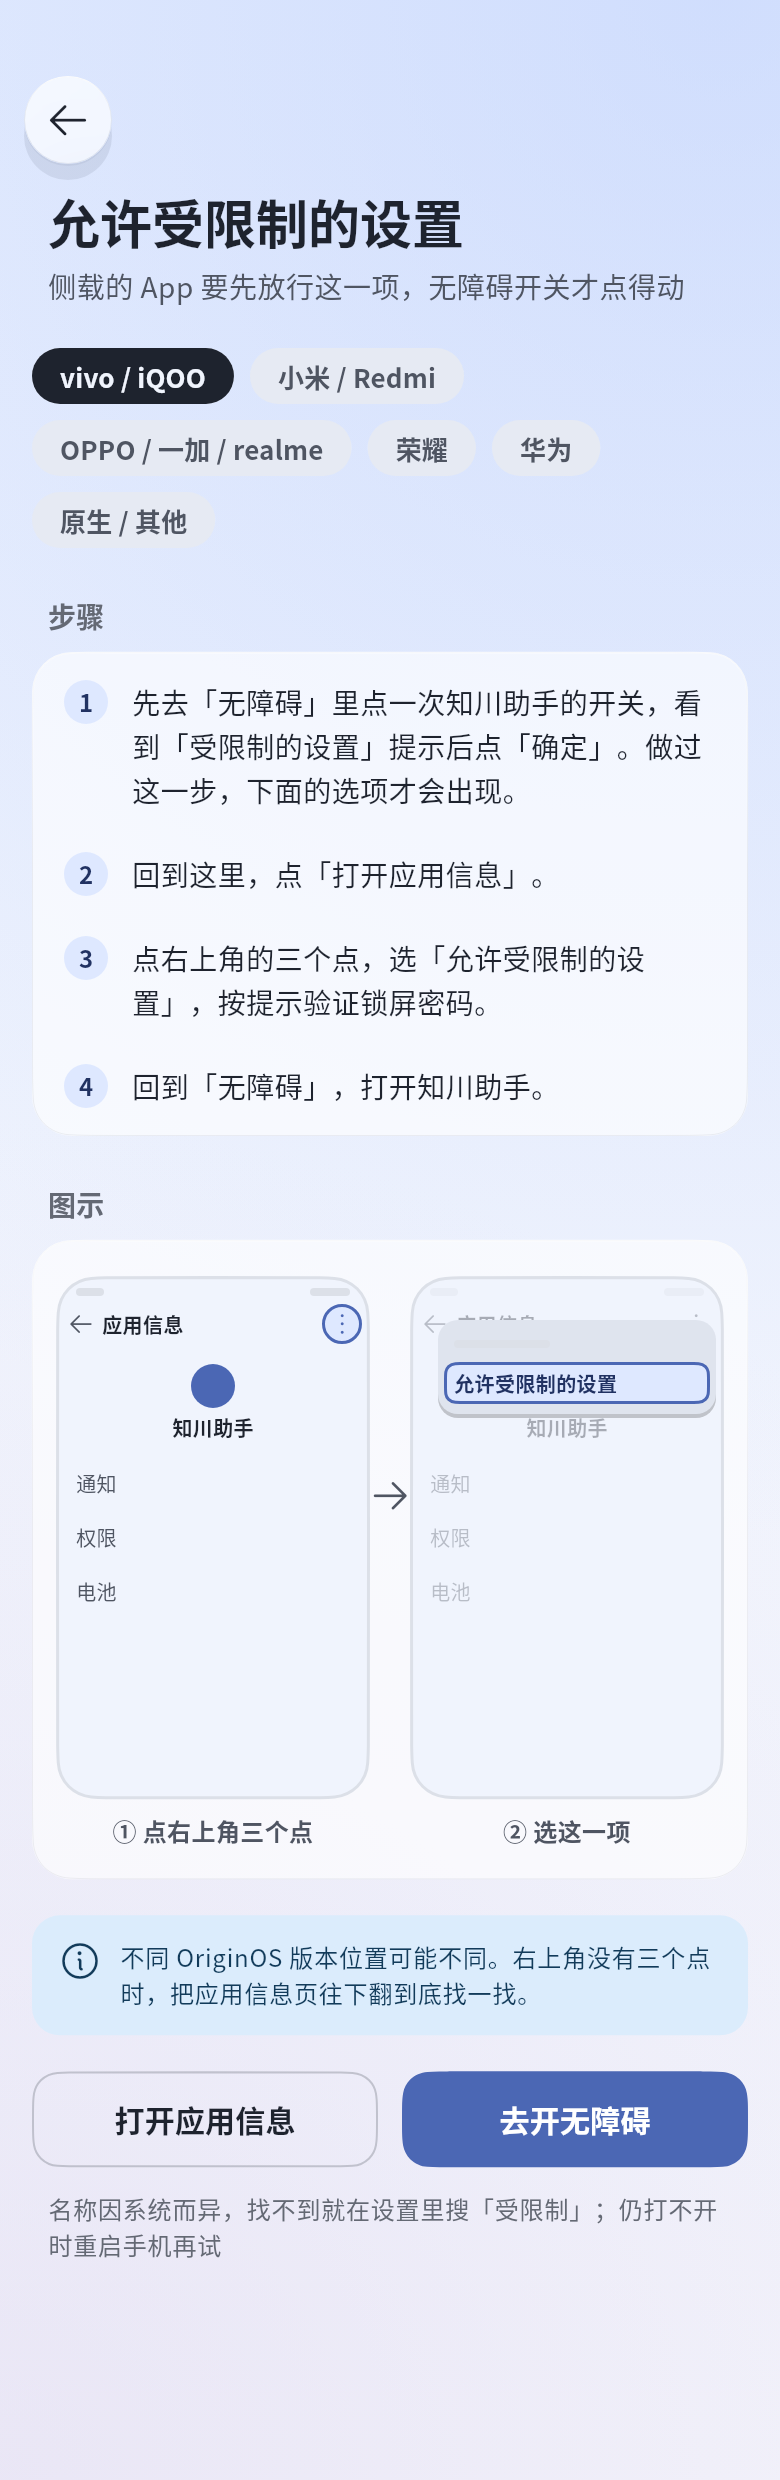 允许受限制的设置
侧载的 App 要先放行这一项，无障碍开关才点得动
vivo / iQOO
小米 / Redmi
OPPO / 一加 / realme
荣耀
华为
原生 / 其他
步骤
1 先去「无障碍」里点一次知川助手的开关，看
到「受限制的设置」提示后点「确定」。做过
这一步，下面的选项才会出现。
2 回到这里，点「打开应用信息」。
3 点右上角的三个点，选「允许受限制的设
置」，按提示验证锁屏密码。
4 回到「无障碍」，打开知川助手。
图示
应用信息
知川助手
通知
权限
电池
① 点右上角三个点
允许受限制的设置
知川助手
通知
权限
电池
② 选这一项
不同 OriginOS 版本位置可能不同。右上角没有三个点
时，把应用信息页往下翻到底找一找。
打开应用信息
去开无障碍
名称因系统而异，找不到就在设置里搜「受限制」；仍打不开
时重启手机再试